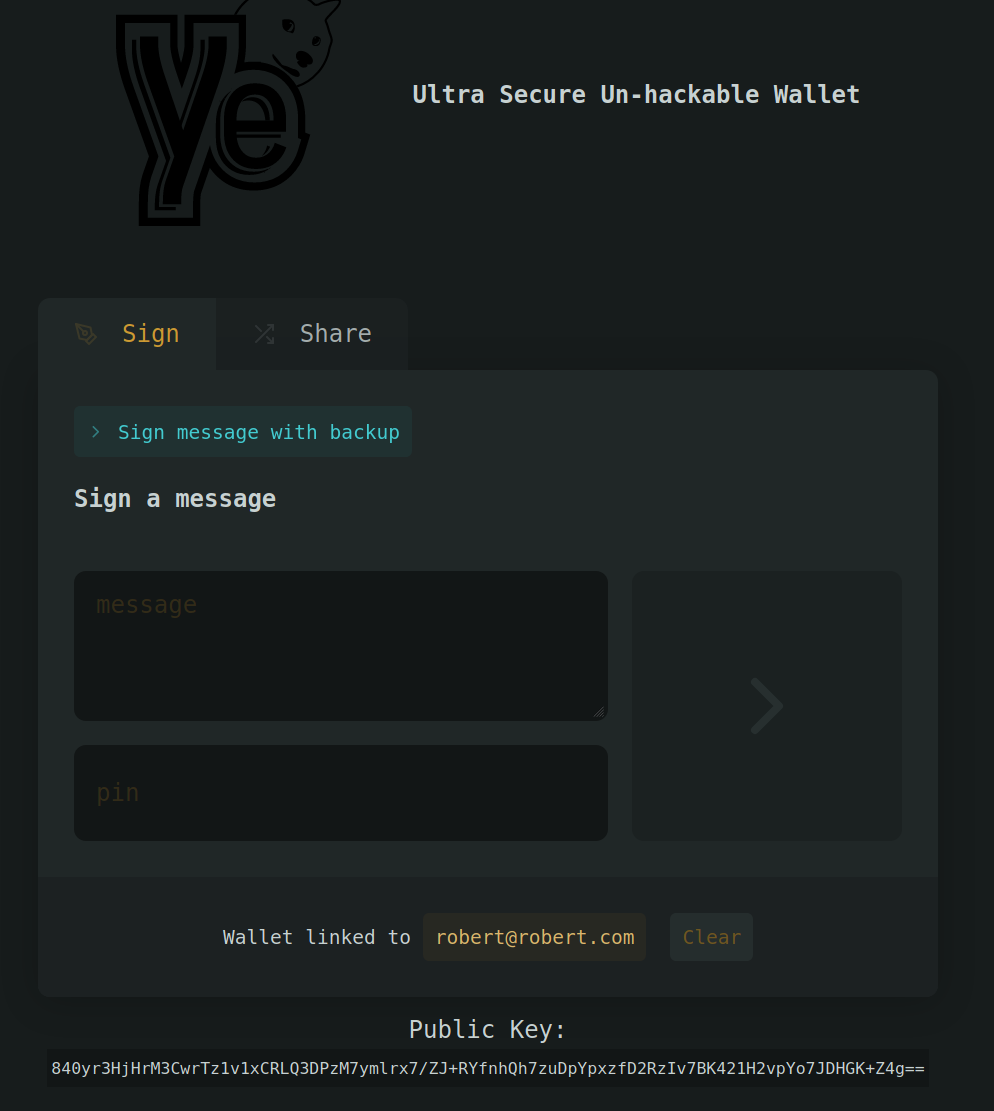 Ye
Ultra Secure Un-hackable Wallet
Sign
Share
Sign message with backup
Sign a message
message
pin
Wallet linked to robert@robert.com Clear
Public Key:
840yr3HjHrM3CwrTz1v1xCRLQ3DPzM7ymlrx7/ZJ+RYfnhQh7zuDpYpxzfD2RzIv7BK421H2vpYo7JDHGK+Z4g==